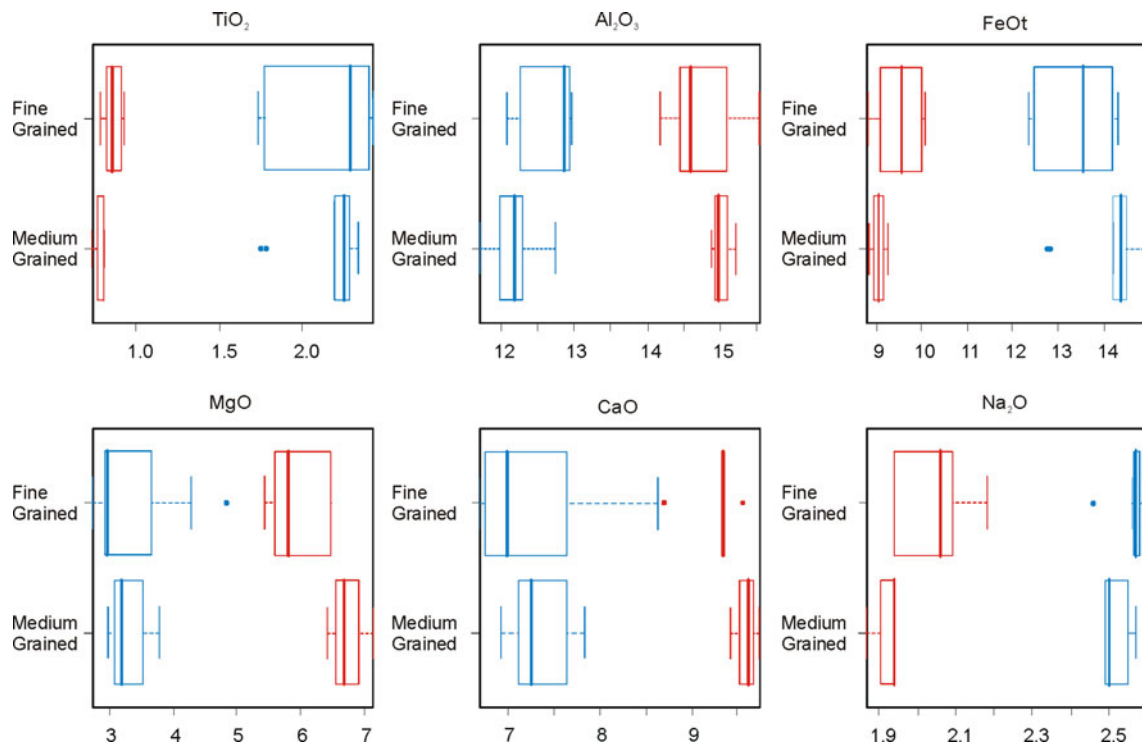 TiO₂
Al₂O₃
FeOt
Fine
Grained
Medium
Grained
1.0 1.5 2.0
Fine
Grained
Medium
Grained
12 13 14 15
Fine
Grained
Medium
Grained
9 10 11 12 13 14
MgO
CaO
Na₂O
Fine
Grained
Medium
Grained
3 4 5 6 7
Fine
Grained
Medium
Grained
7 8 9
Fine
Grained
Medium
Grained
1.9 2.1 2.3 2.5